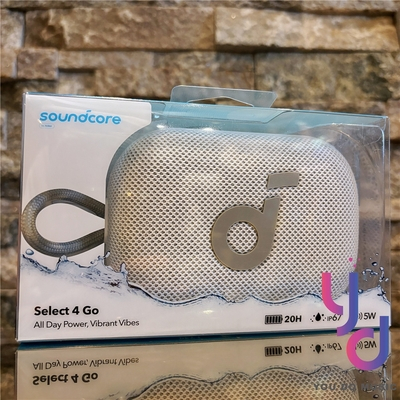 soundcore
Select 4 Go
All Day Power, Vibrant Vibes
20H IP67 5W